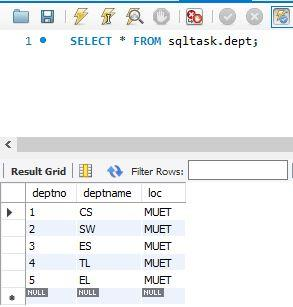 1 SELECT * FROM sqltask.dept;
Result Grid Filter Rows:
deptno deptname loc
1 CS MUET
2 SW MUET
3 ES MUET
4 TL MUET
5 EL MUET
NULL NULL NULL